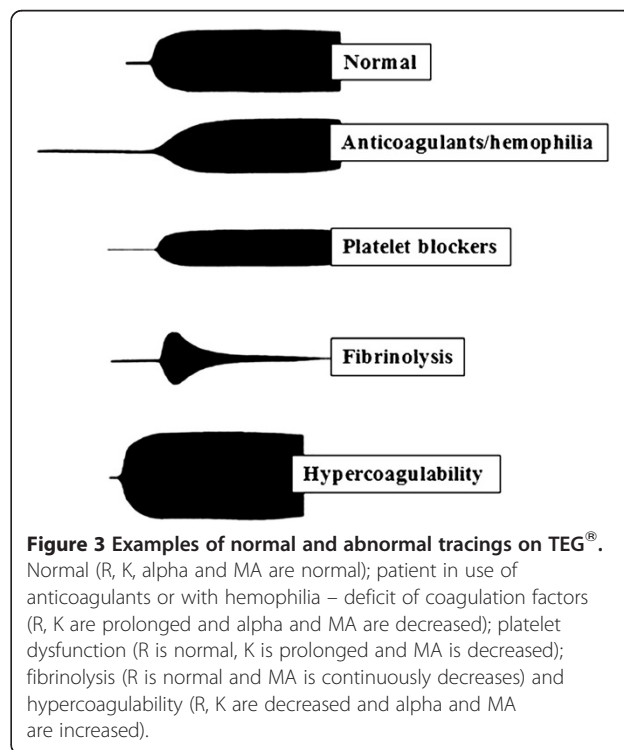 Normal
Anticoagulants/hemophilia
Platelet blockers
Fibrinolysis
Hypercoagulability
Figure 3 Examples of normal and abnormal tracings on TEG®.
Normal (R, K, alpha and MA are normal); patient in use of
anticoagulants or with hemophilia – deficit of coagulation factors
(R, K are prolonged and alpha and MA are decreased); platelet
dysfunction (R is normal, K is prolonged and MA is decreased);
fibrinolysis (R is normal and MA is continuously decreases) and
hypercoagulability (R, K are decreased and alpha and MA
are increased).